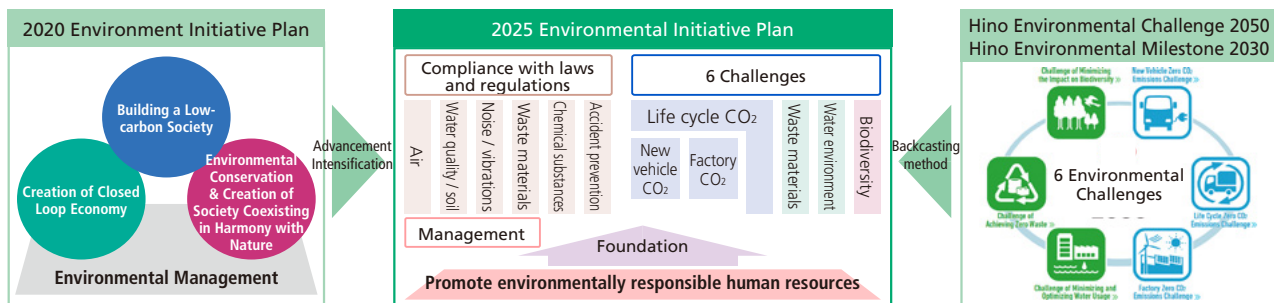 2020 Environment Initiative Plan
Building a Low-
carbon Society
Creation of Closed
Loop Economy
Environmental
Conservation
& Creation of
Society Coexisting
in Harmony with
Nature
Environmental Management
Advancement
Intensification
2025 Environmental Initiative Plan
Compliance with laws
and regulations
Air
Water quality / soil
Noise / vibrations
Waste materials
Chemical substances
Accident prevention
Management
6 Challenges
Life cycle CO₂
New
vehicle
CO₂
Factory
CO₂
Waste materials
Water environment
Biodiversity
Foundation
Promote environmentally responsible human resources
Backcasting
method
Hino Environmental Challenge 2050
Hino Environmental Milestone 2030
Challenge of Minimizing
the Impact on Biodiversity ≫
New Vehicle Zero CO₂
Emissions Challenge ≫
6 Environmental
Challenges
Challenge of
Achieving Zero Waste ≫
Life Cycle Zero CO₂
Emissions Challenge ≫
Challenge of Minimizing and
Optimizing Water Usage ≫
Factory Zero CO₂
Emissions Challenge ≫